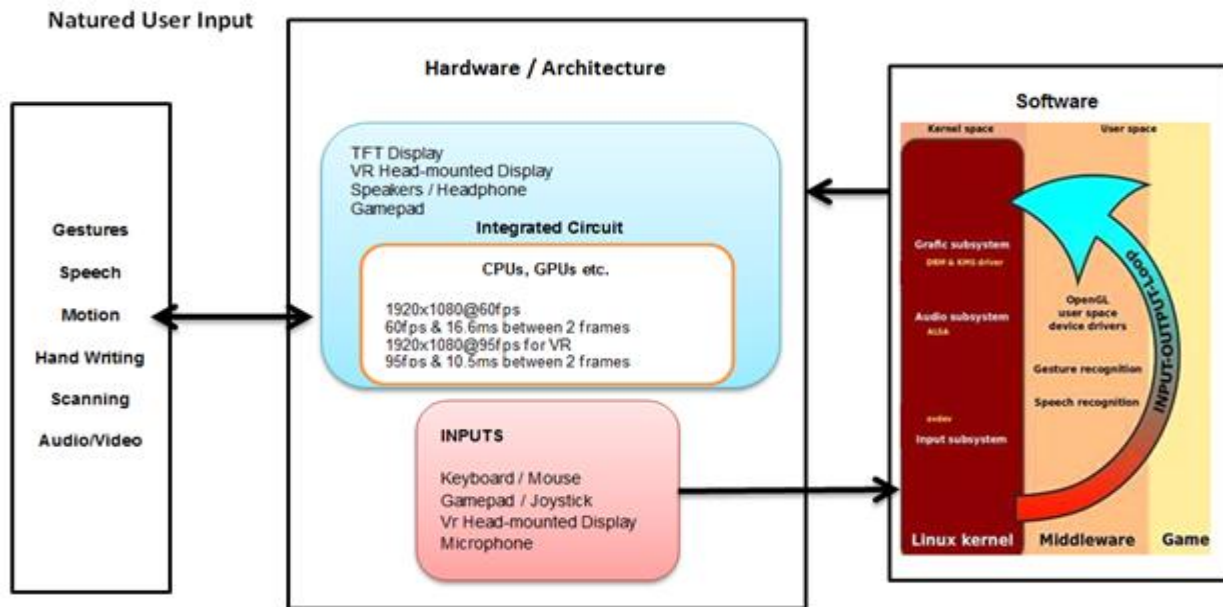 Natured User Input
Gestures
Speech
Motion
Hand Writing
Scanning
Audio/Video
Hardware / Architecture
TFT Display
VR Head-mounted Display
Speakers / Headphone
Gamepad
Integrated Circuit
CPUs, GPUs etc.
1920x1080@60fps
60fps & 16.6ms between 2 frames
1920x1080@95fps for VR
95fps & 10.5ms between 2 frames
INPUTS
Keyboard / Mouse
Gamepad / Joystick
Vr Head-mounted Display
Microphone
Software
Kernel space
User space
Grafic subsystem
DRM & KMS driver
Audio subsystem
ALSA
evdev
Input subsystem
Linux kernel
OpenGL
user space
device drivers
Gesture recognition
Speech recognition
Middleware
INPUT-OUTPUT-Loop
Game